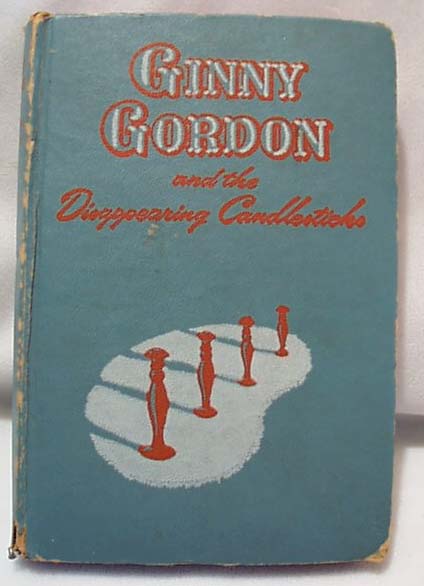 GINNY
GORDON
and the
Disappearing Candlesticks